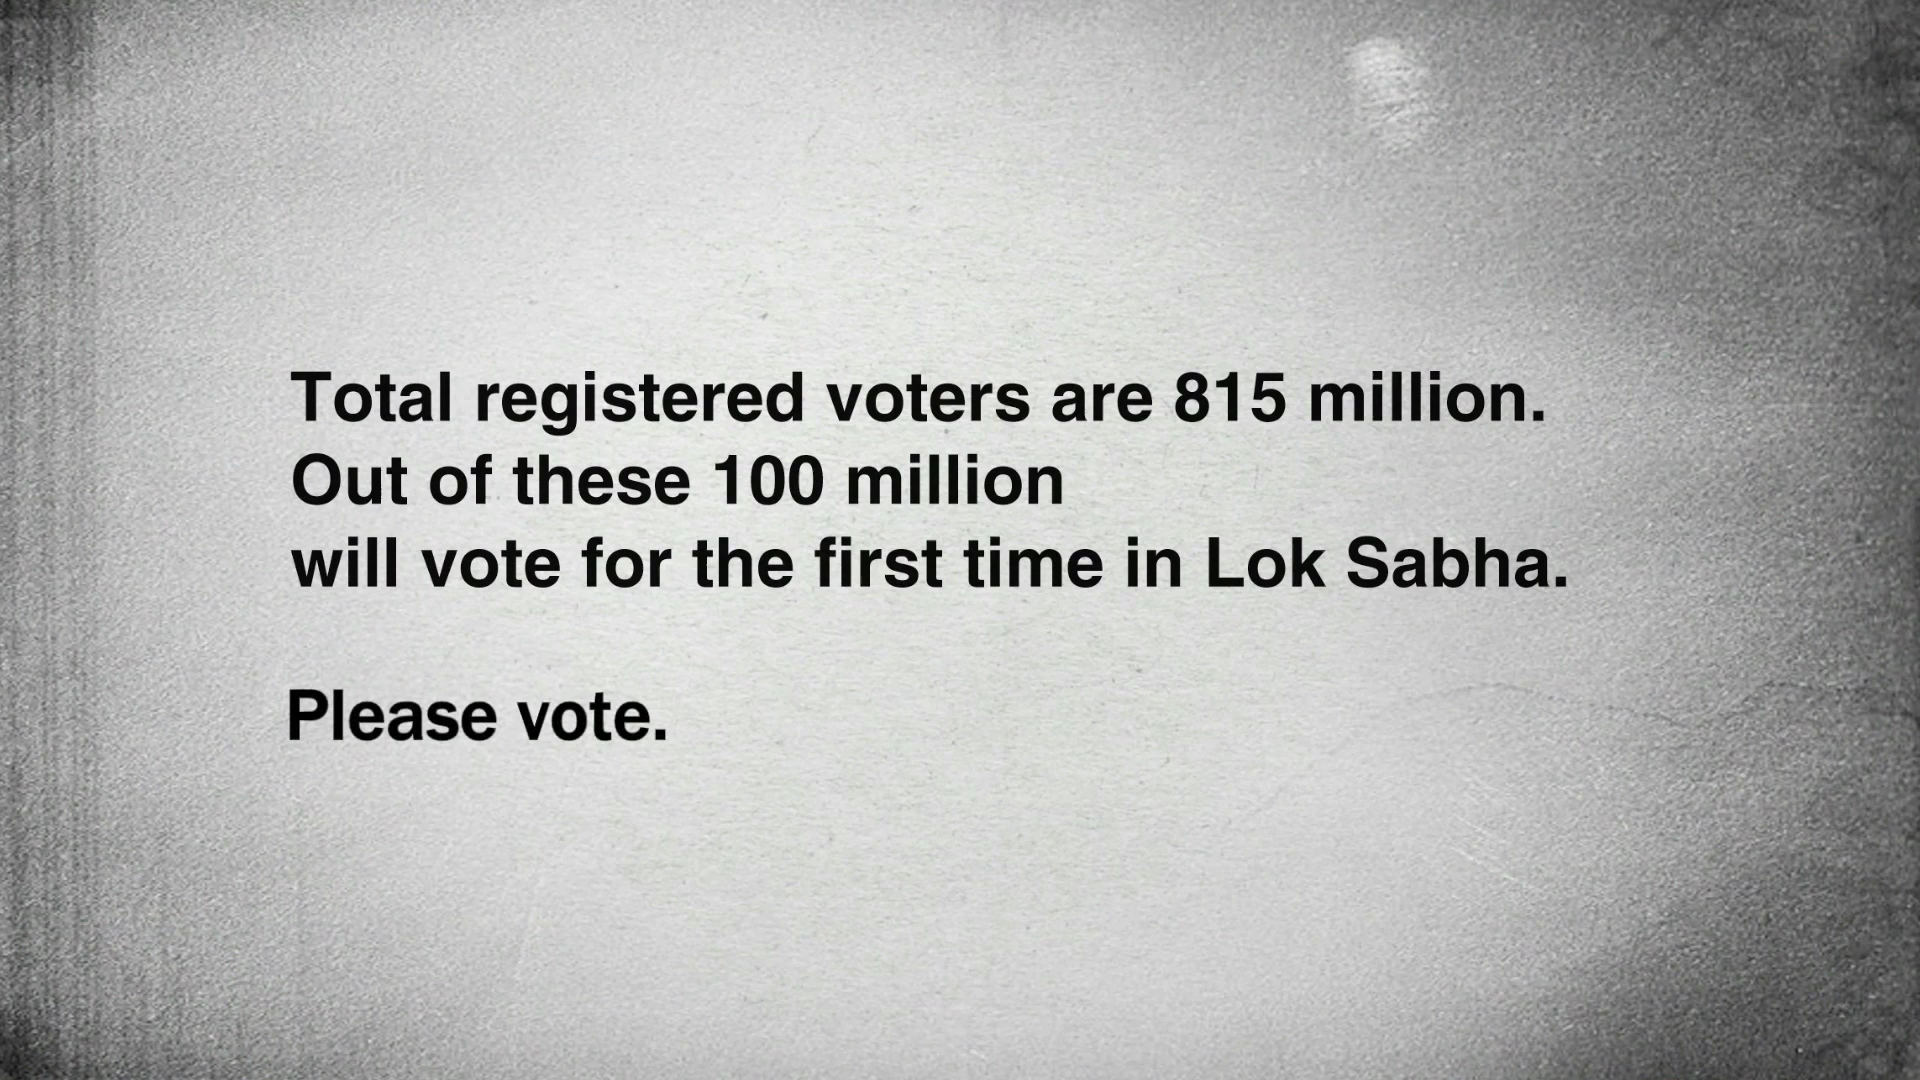 Total registered voters are 815 million.
Out of these 100 million
will vote for the first time in Lok Sabha.
Please vote.